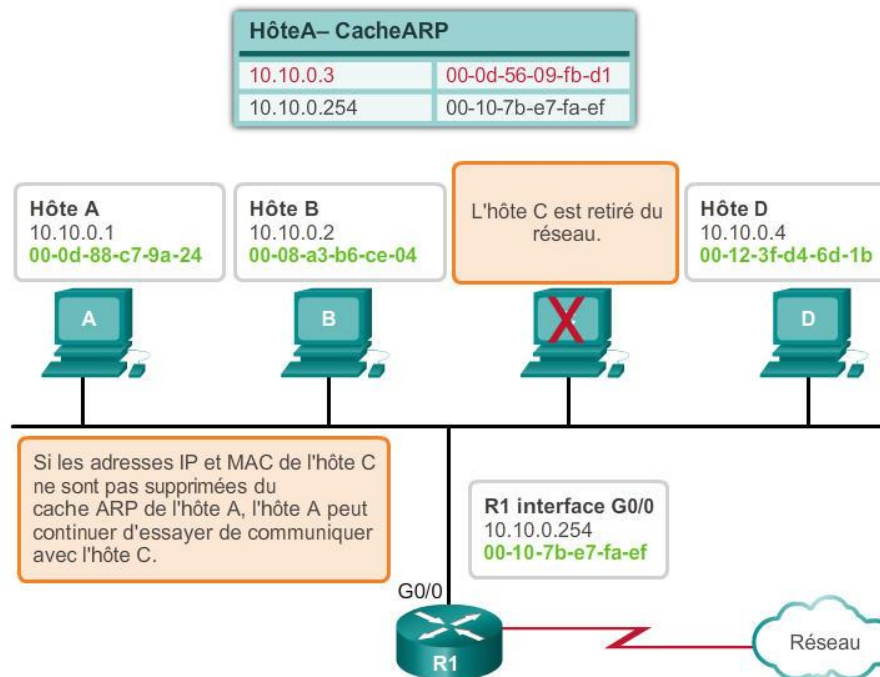 HôteA– CacheARP
10.10.0.3 00-0d-56-09-fb-d1
10.10.0.254 00-10-7b-e7-fa-ef
Hôte A
10.10.0.1
00-0d-88-c7-9a-24
Hôte B
10.10.0.2
00-08-a3-b6-ce-04
L'hôte C est retiré du
réseau.
Hôte D
10.10.0.4
00-12-3f-d4-6d-1b
A
B
X
D
Si les adresses IP et MAC de l'hôte C
ne sont pas supprimées du
cache ARP de l'hôte A, l'hôte A peut
continuer d'essayer de communiquer
avec l'hôte C.
R1 interface G0/0
10.10.0.254
00-10-7b-e7-fa-ef
G0/0
R1
Réseau